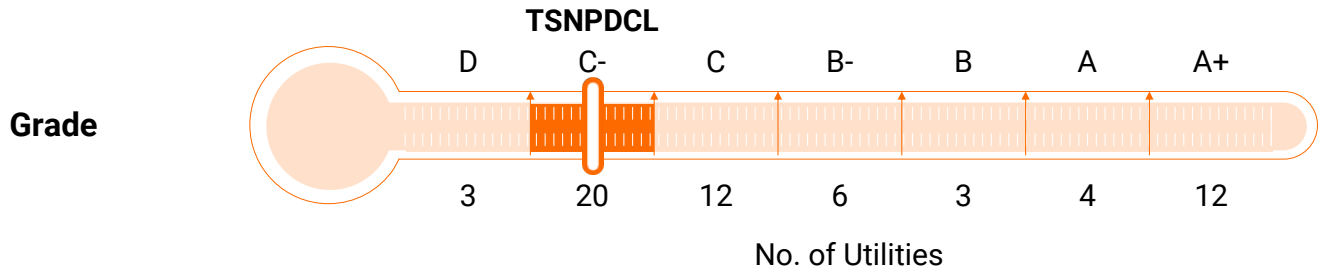 TSNPDCL
D C- C B- B A A+
Grade
3 20 12 6 3 4 12
No. of Utilities